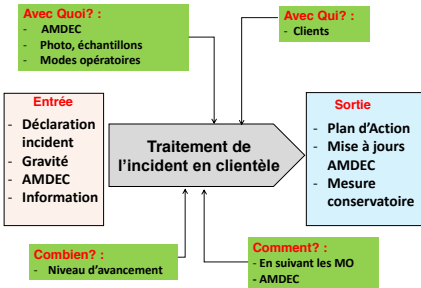 Avec Quoi? :
- AMDEC
- Photo, échantillons
- Modes opératoires
Avec Qui? :
- Clients
Entrée
- Déclaration
incident
- Gravité
- AMDEC
- Information
Traitement de
l'incident en clientèle
Sortie
- Plan d'Action
- Mise à jours
AMDEC
- Mesure
conservatoire
Combien? :
- Niveau d'avancement
Comment? :
- En suivant les MO
- AMDEC